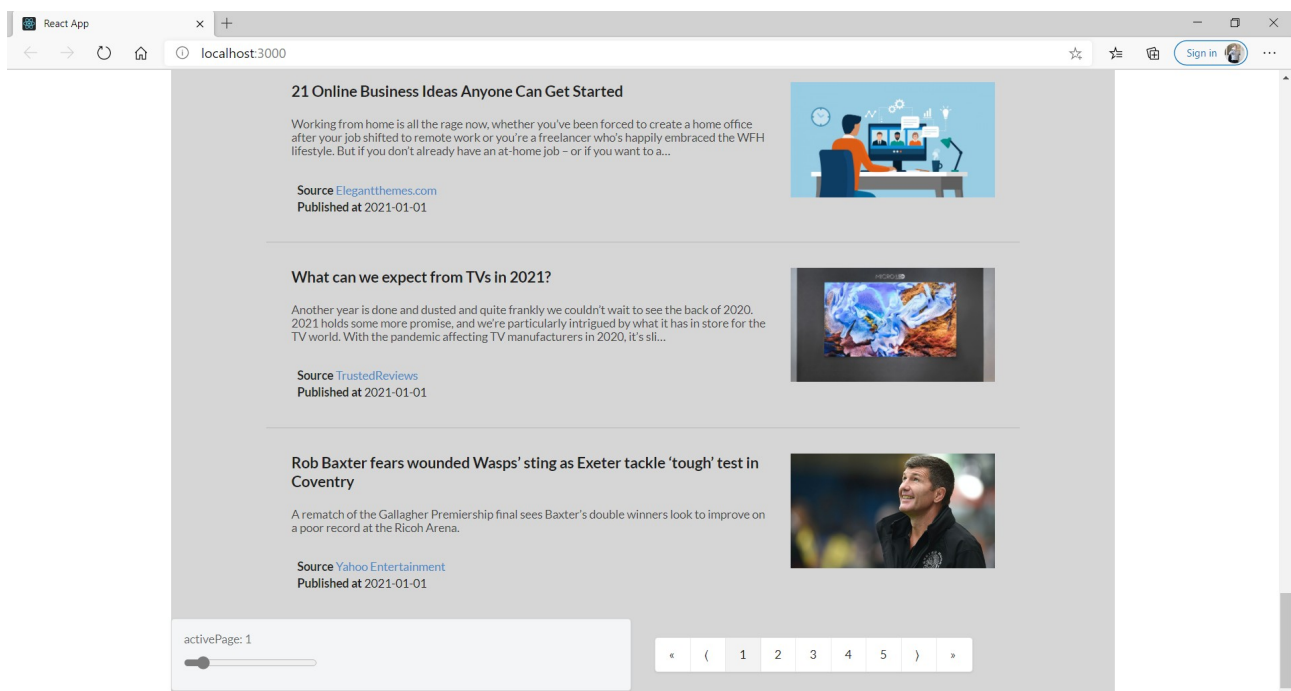 React App
localhost:3000
Sign in
21 Online Business Ideas Anyone Can Get Started
Working from home is all the rage now, whether you've been forced to create a home office
after your job shifted to remote work or you're a freelancer who's happily embraced the WFH
lifestyle. But if you don't already have an at-home job – or if you want to a...
Source Elegantthemes.com
Published at 2021-01-01
What can we expect from TVs in 2021?
Another year is done and dusted and quite frankly we couldn't wait to see the back of 2020.
2021 holds some more promise, and we're particularly intrigued by what it has in store for the
TV world. With the pandemic affecting TV manufacturers in 2020, it's sli...
Source TrustedReviews
Published at 2021-01-01
Rob Baxter fears wounded Wasps' sting as Exeter tackle 'tough' test in
Coventry
A rematch of the Gallagher Premiership final sees Baxter's double winners look to improve on
a poor record at the Ricoh Arena.
Source Yahoo Entertainment
Published at 2021-01-01
activePage: 1
« ⟨ 1 2 3 4 5 ⟩ »